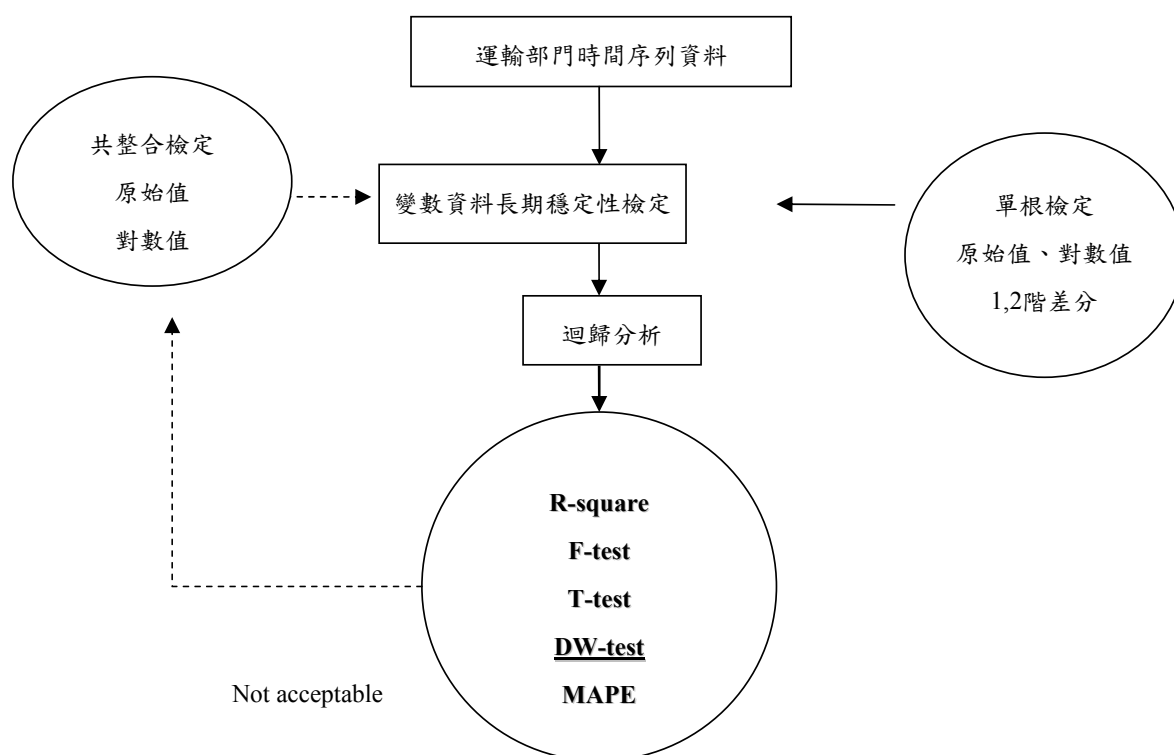 運輸部門時間序列資料
共整合檢定
原始值
對數值
變數資料長期穩定性檢定
單根檢定
原始值、對數值
1,2階差分
迴歸分析
R-square
F-test
T-test
DW-test
MAPE
Not acceptable